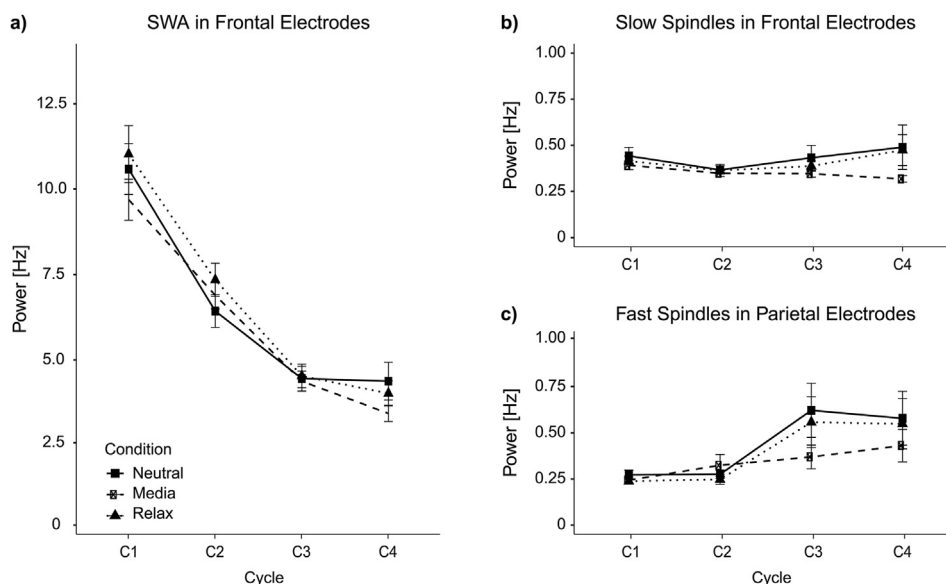 a) SWA in Frontal Electrodes
Power [Hz]
12.5
10.0
7.5
5.0
2.5
0
Condition
Neutral
Media
Relax
C1 C2 C3 C4
Cycle
b) Slow Spindles in Frontal Electrodes
Power [Hz]
1.00
0.75
0.50
0.25
0
C1 C2 C3 C4
c) Fast Spindles in Parietal Electrodes
Power [Hz]
1.00
0.75
0.50
0.25
0
C1 C2 C3 C4
Cycle